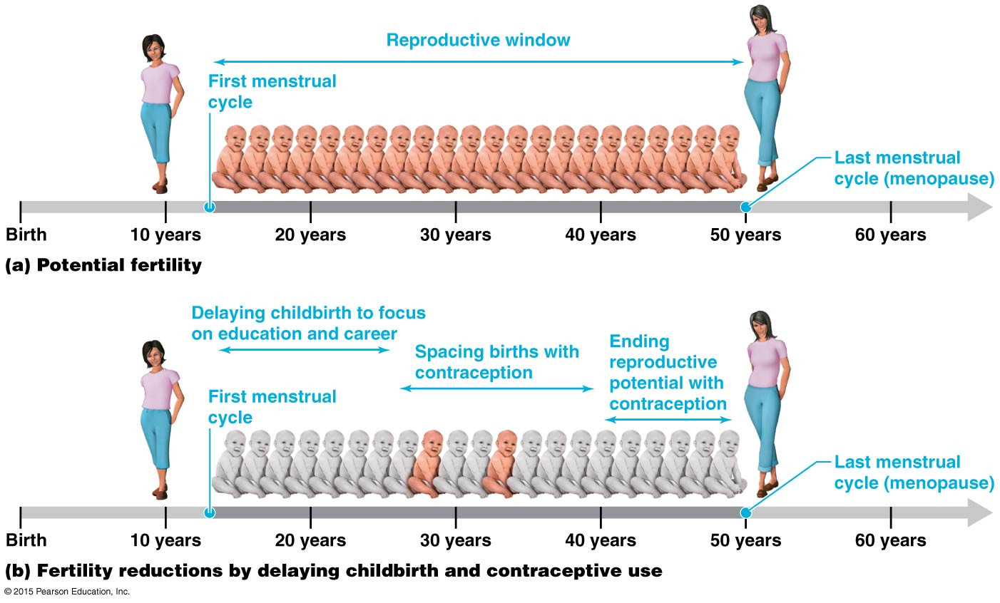 Reproductive window
First menstrual
cycle
Last menstrual
cycle (menopause)
Birth 10 years 20 years 30 years 40 years 50 years 60 years
(a) Potential fertility
Delaying childbirth to focus
on education and career
Spacing births with
contraception
Ending
reproductive
potential with
contraception
First menstrual
cycle
Last menstrual
cycle (menopause)
Birth 10 years 20 years 30 years 40 years 50 years 60 years
(b) Fertility reductions by delaying childbirth and contraceptive use
© 2015 Pearson Education, Inc.